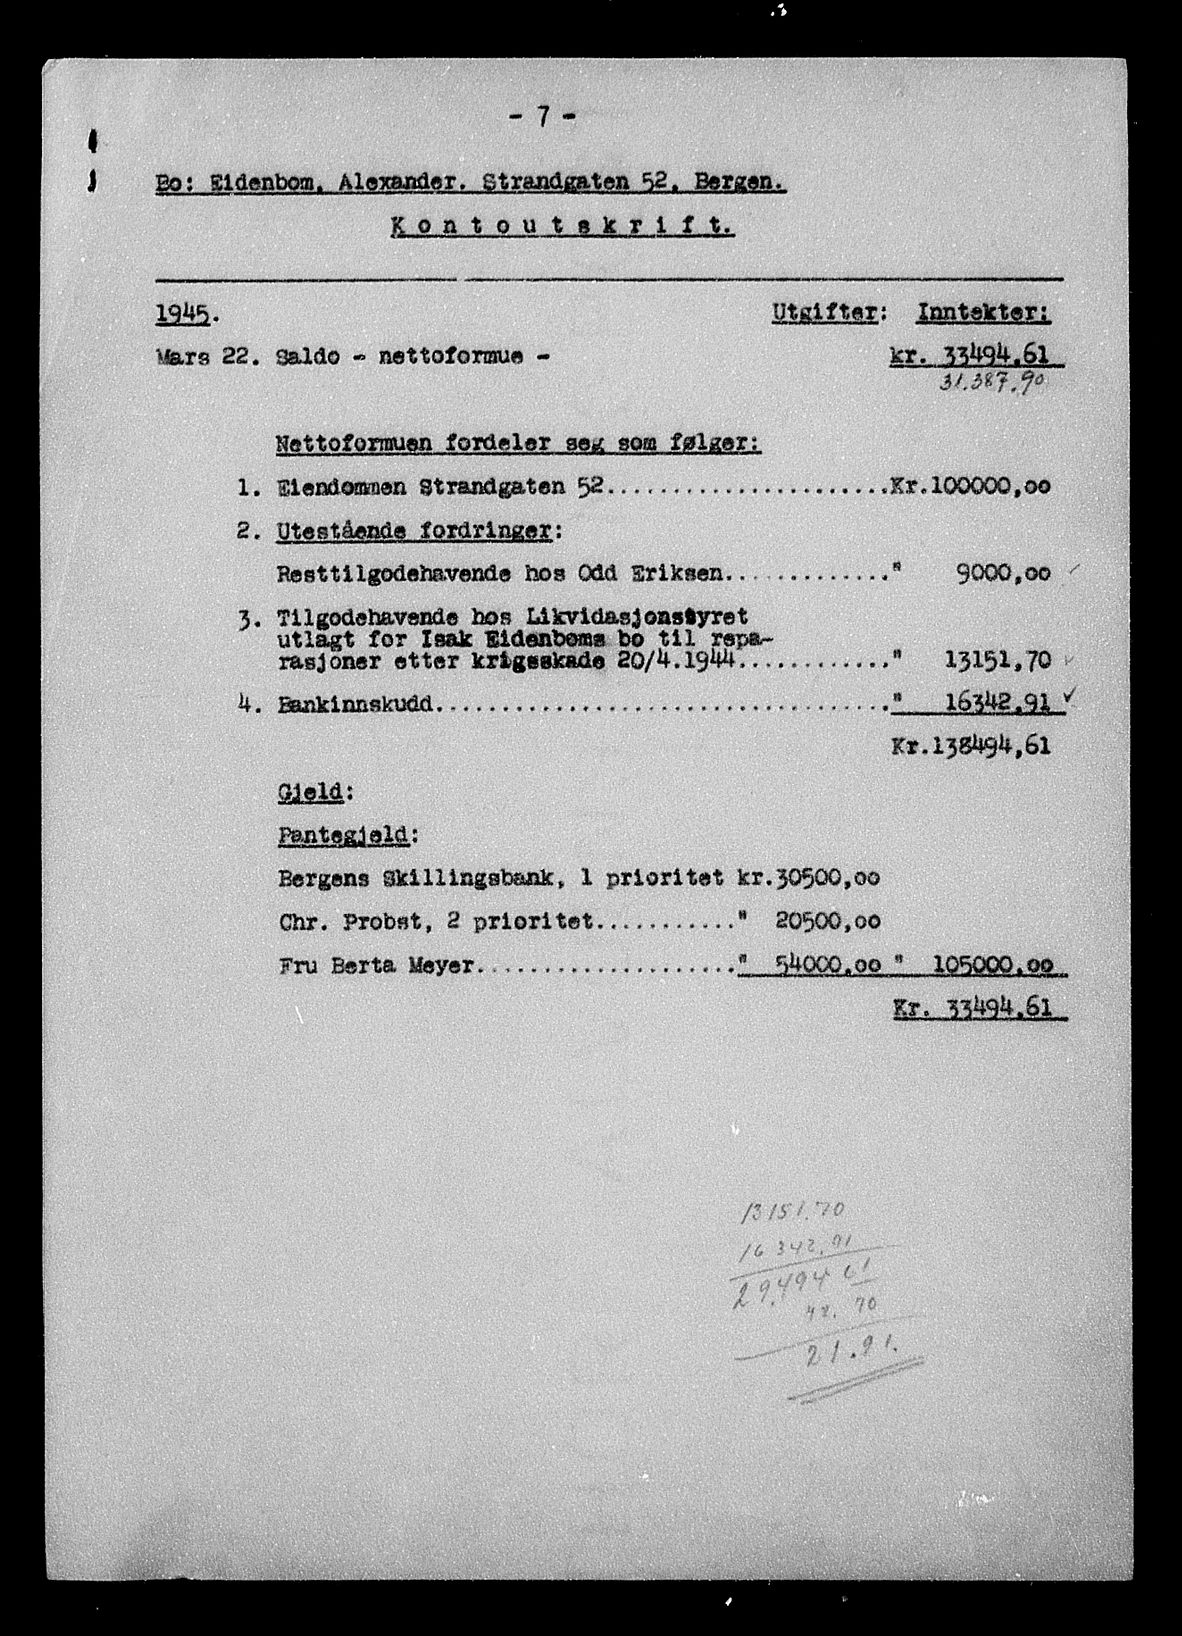 - 7 -
Bo: Eidenbom, Alexander. Strandgaten 52, Bergen.
Kontoutskrift.
1945. Utgifter: Inntekter:
Mars 22. Saldo - nettoformue - kr. 33494,61
31.387.90
Nettoformuen fordeler seg som følger:
1. Eiendommen Strandgaten 52......................Kr.100000,oo
2. Utestående fordringer:
Resttilgodehavende hos Odd Eriksen............." 9000,oo
3. Tilgodehavende hos Likvidasjonstyret
utlagt for Isak Eidenboms bo til repa-
rasjoner etter krigsskade 20/4.1944............" 13151,70
4. Bankinnskudd..................................." 16342,91
Kr.138494,61
Gjeld:
Pantegjeld:
Bergens Skillingsbank, 1 prioritet kr.30500,oo
Chr. Probst, 2 prioritet..........." 20500,oo
Fru Berta Meyer...................." 54000,oo " 105000,oo
Kr. 33494,61
13151.70
16342.91
29.494 61
70
21.91.